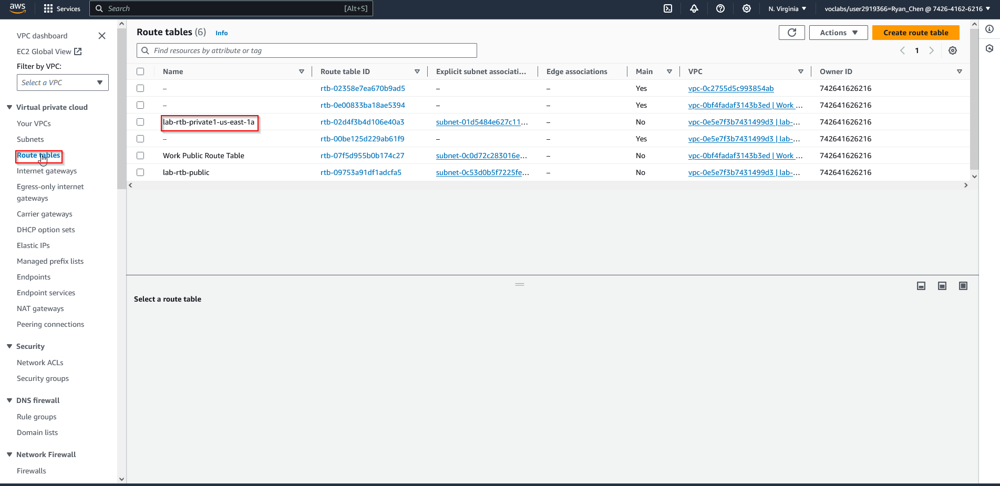 aws
Services
Search [Alt+S]
N. Virginia
voclabs/user2919366=Ryan_Chen @ 7426-4162-6216
VPC dashboard
EC2 Global View
Filter by VPC:
Select a VPC
Virtual private cloud
Your VPCs
Subnets
Route tables
Internet gateways
Egress-only internet
gateways
Carrier gateways
DHCP option sets
Elastic IPs
Managed prefix lists
Endpoints
Endpoint services
NAT gateways
Peering connections
Security
Network ACLs
Security groups
DNS firewall
Rule groups
Domain lists
Network Firewall
Firewalls
Route tables (6) Info
Actions
Create route table
Find resources by attribute or tag
1
Name Route table ID Explicit subnet associati... Edge associations Main VPC Owner ID
– rtb-02358e7ea670b9ad5 – – Yes vpc-0c2755d5c993854ab 742641626216
– rtb-0e00833ba18ae5394 – – Yes vpc-0bf4fadaf3143b3ed | Work ... 742641626216
lab-rtb-private1-us-east-1a rtb-02d4f3b4d106e40a3 subnet-01d5484e627c11... – No vpc-0e5e7f3b7431499d3 | lab-... 742641626216
– rtb-00be125d229ab61f9 – – Yes vpc-0e5e7f3b7431499d3 | lab-... 742641626216
Work Public Route Table rtb-07f5d955b0b174c27 subnet-0c0d72c283016e... – No vpc-0bf4fadaf3143b3ed | Work ... 742641626216
lab-rtb-public rtb-09753a91df1adcfa5 subnet-0c53d0b5f7225fe... – No vpc-0e5e7f3b7431499d3 | lab-... 742641626216
Select a route table